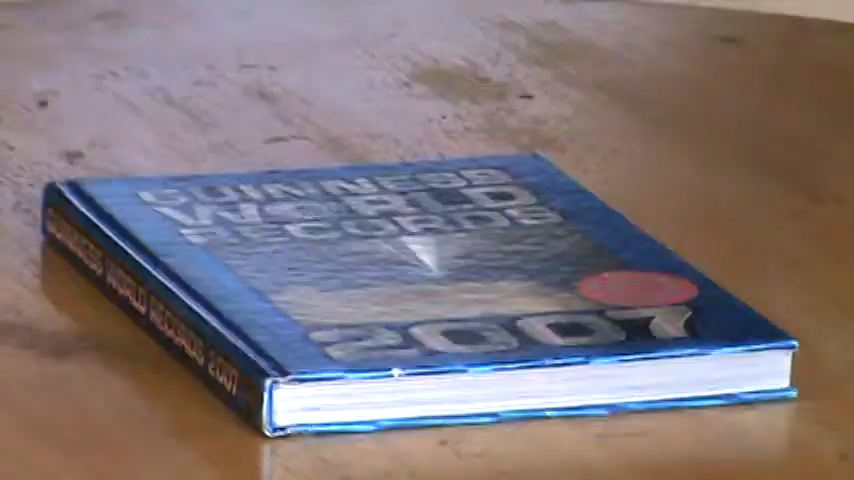 GUINNESS
WORLD
RECORDS
2007
GUINNESS WORLD RECORDS 2007